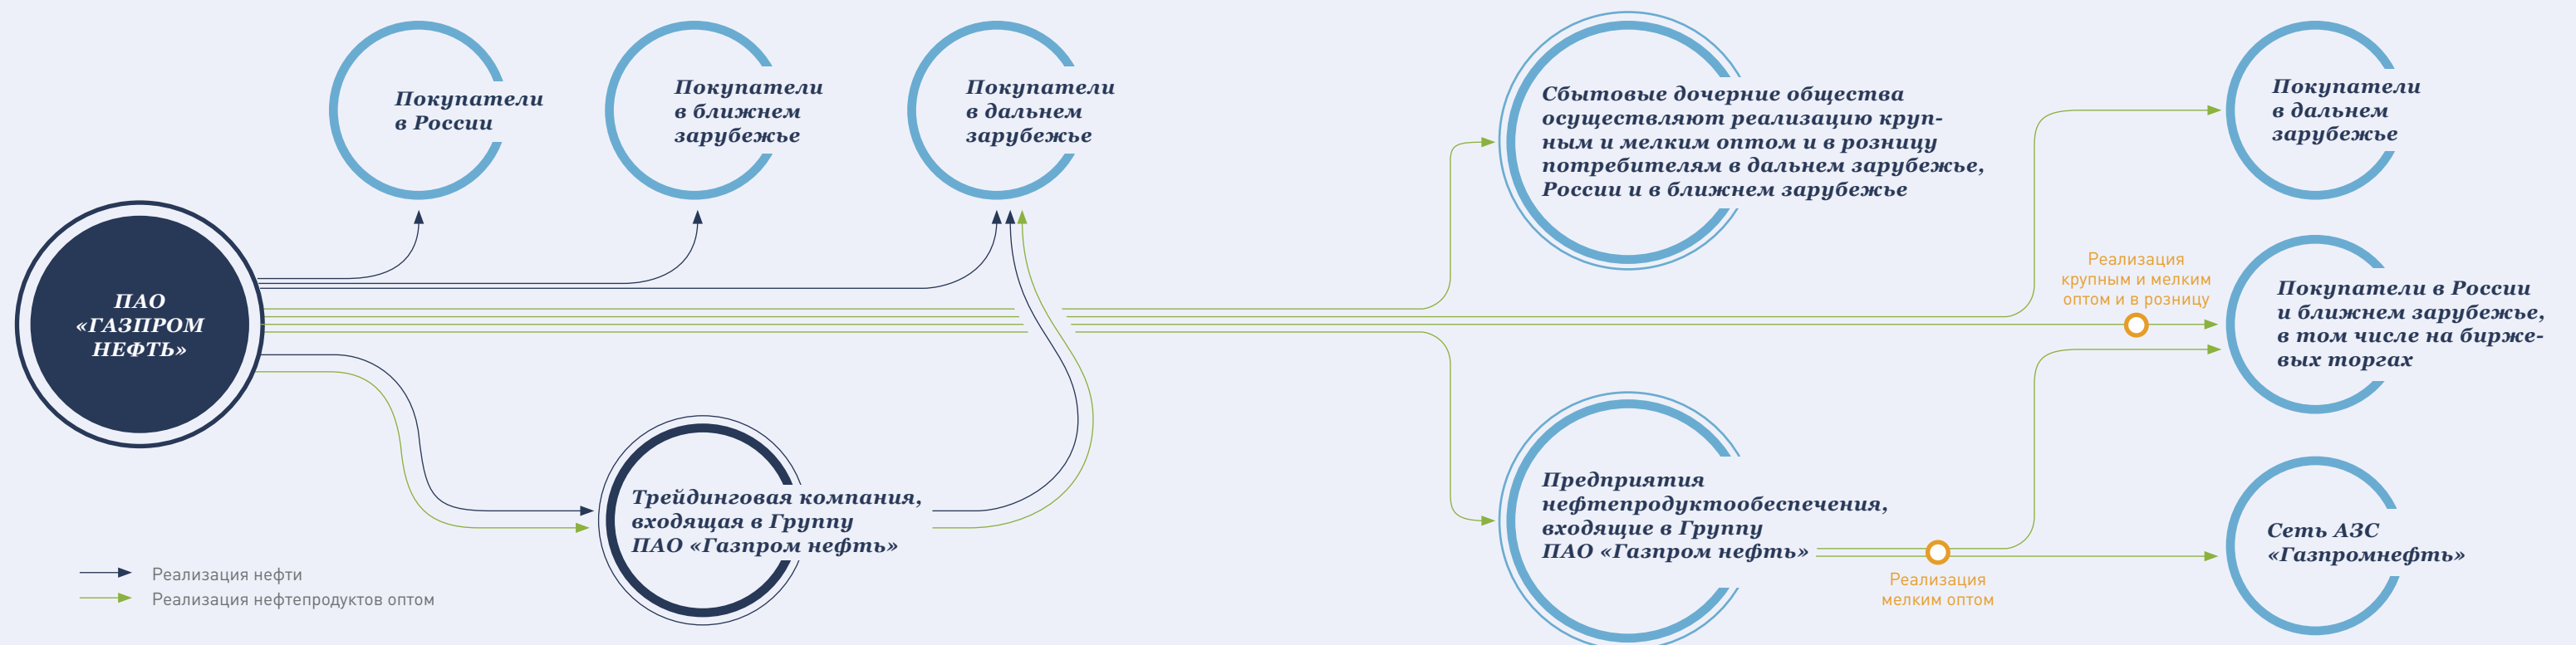 Покупатели
в России
Покупатели
в ближнем
зарубежье
Покупатели
в дальнем
зарубежье
Сбытовые дочерние общества
осуществляют реализацию круп-
ным и мелким оптом и в розницу
потребителям в дальнем зарубежье,
России и в ближнем зарубежье
Покупатели
в дальнем
зарубежье
ПАО
«ГАЗПРОМ
НЕФТЬ»
Реализация
крупным и мелким
оптом и в розницу
Покупатели в России
и ближнем зарубежье,
в том числе на бирже-
вых торгах
Трейдинговая компания,
входящая в Группу
ПАО «Газпром нефть»
Предприятия
нефтепродуктообеспечения,
входящие в Группу
ПАО «Газпром нефть»
Реализация
мелким оптом
Сеть АЗС
«Газпромнефть»
Реализация нефти
Реализация нефтепродуктов оптом